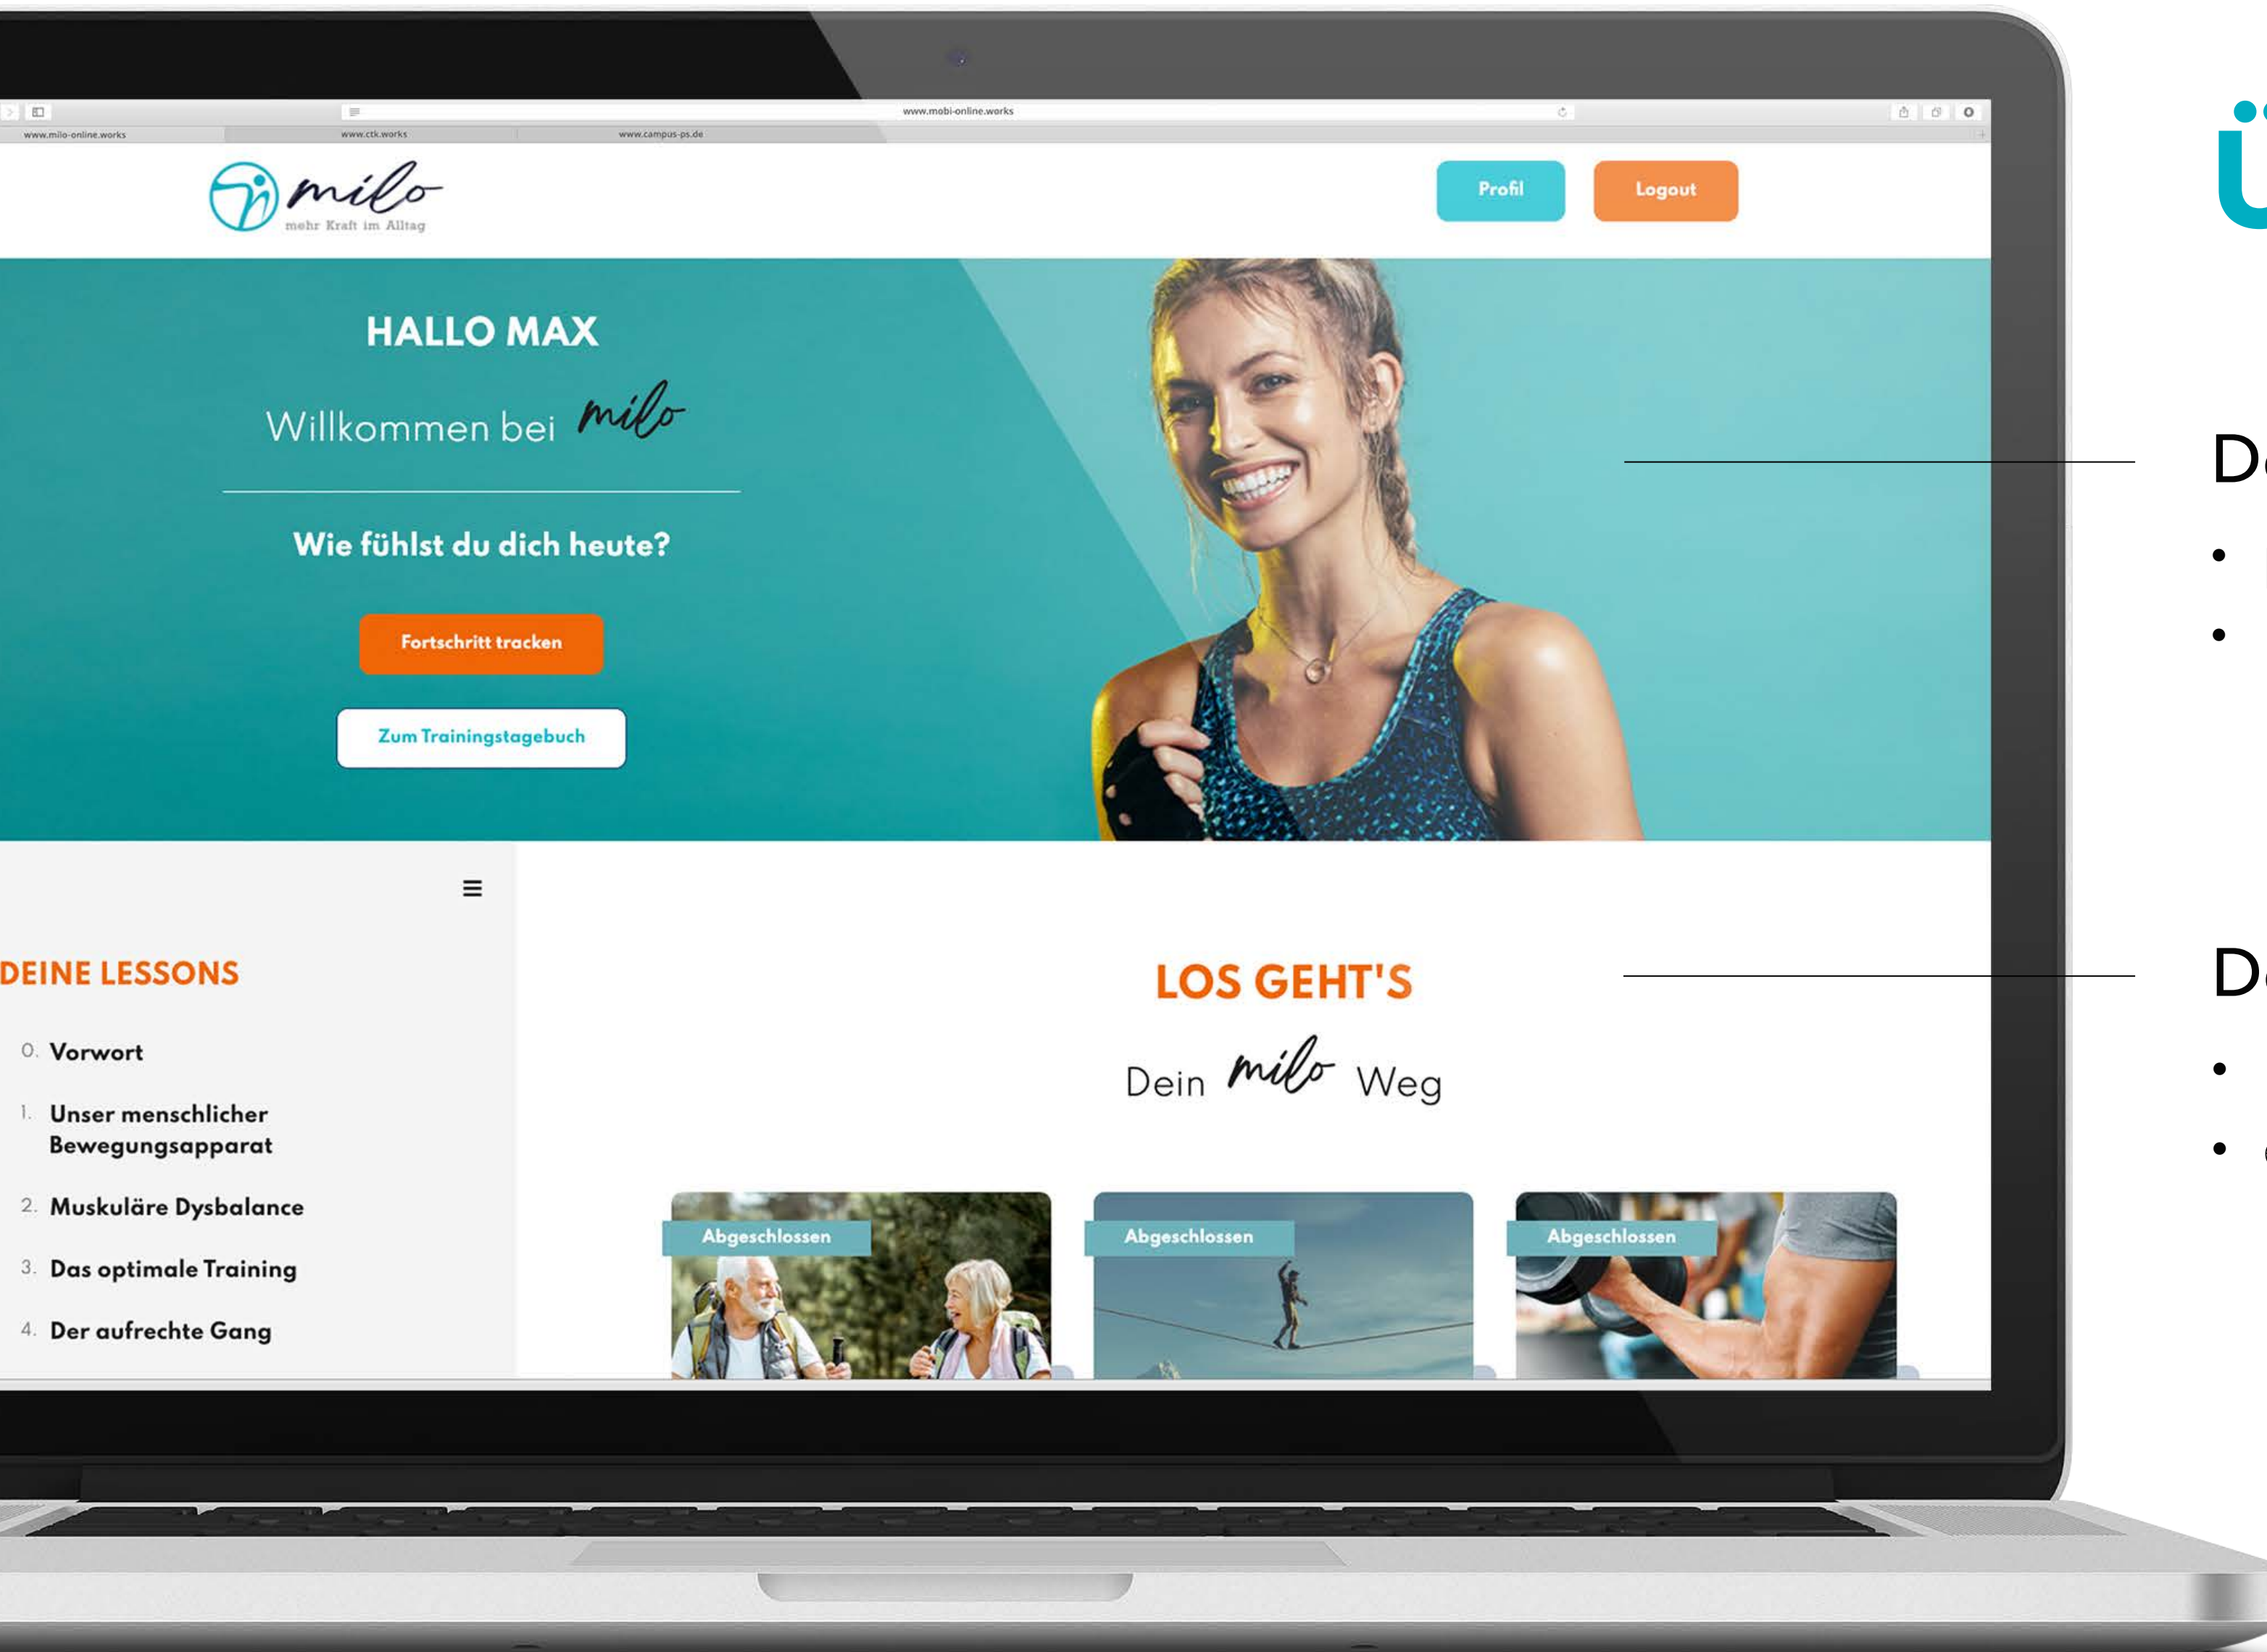 www.mobi-online.works
www.milo-online.works
www.ctk.works
www.campus-ps.de
milo
mehr Kraft im Alltag
Profil
Logout
HALLO MAX
Willkommen bei milo
Wie fühlst du dich heute?
Fortschritt tracken
Zum Trainingstagebuch
DEINE LESSONS
0. Vorwort
1. Unser menschlicher
Bewegungsapparat
2. Muskuläre Dysbalance
3. Das optimale Training
4. Der aufrechte Gang
LOS GEHT'S
Dein milo Weg
Abgeschlossen
Abgeschlossen
Abgeschlossen